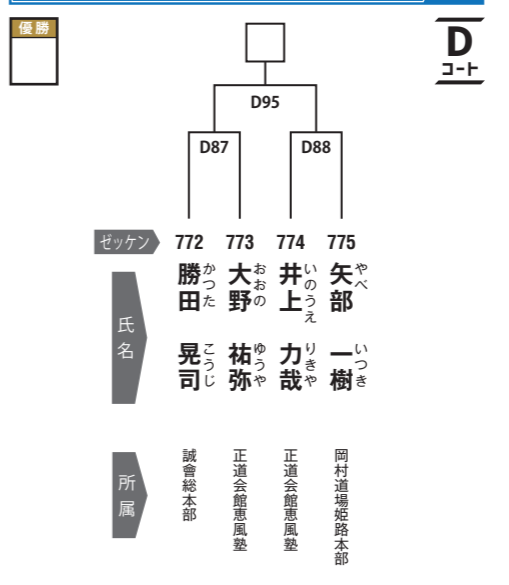 優勝
D
コート
D95
D87
D88
ゼッケン
772
773
774
775
氏名
勝田 晃司
かつた こうじ
大野 祐弥
おおの ゆうや
井上 力哉
いのうえ りきや
矢部 一樹
やべ いつき
所属
誠會総本部
正道会館恵風塾
正道会館恵風塾
岡村道場姫路本部